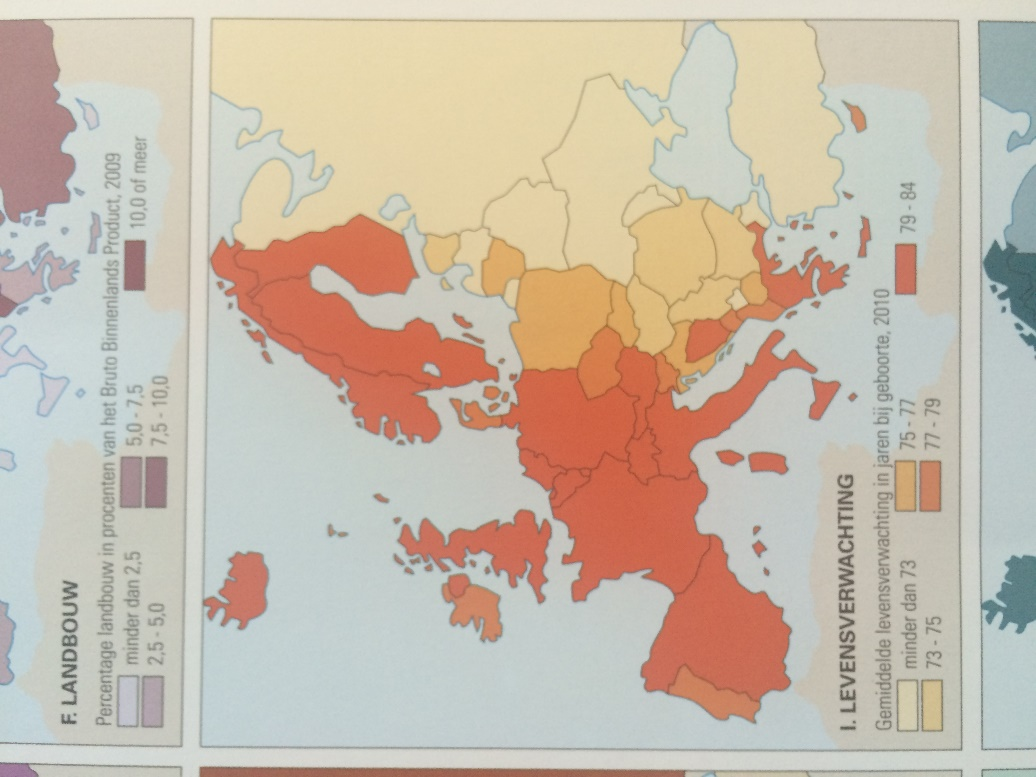 F. LANDBOUW
Percentage landbouw in procenten van het Bruto Binnenlands Product, 2009
minder dan 2,5
2,5 - 5,0
5,0 - 7,5
7,5 - 10,0
10,0 of meer
I. LEVENSVERWACHTING
Gemiddelde levensverwachting in jaren bij geboorte, 2010
minder dan 73
73 - 75
75 - 77
77 - 79
79 - 84